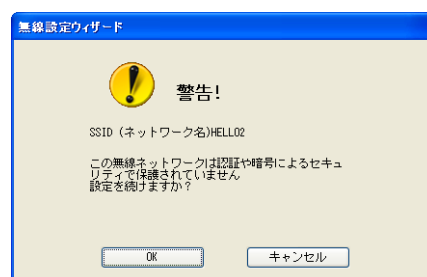 無線設定ウィザード
警告!
SSID (ネットワーク名)HELLO2
この無線ネットワークは認証や暗号によるセキュ
リティで保護されていません
設定を続けますか？
OK
キャンセル